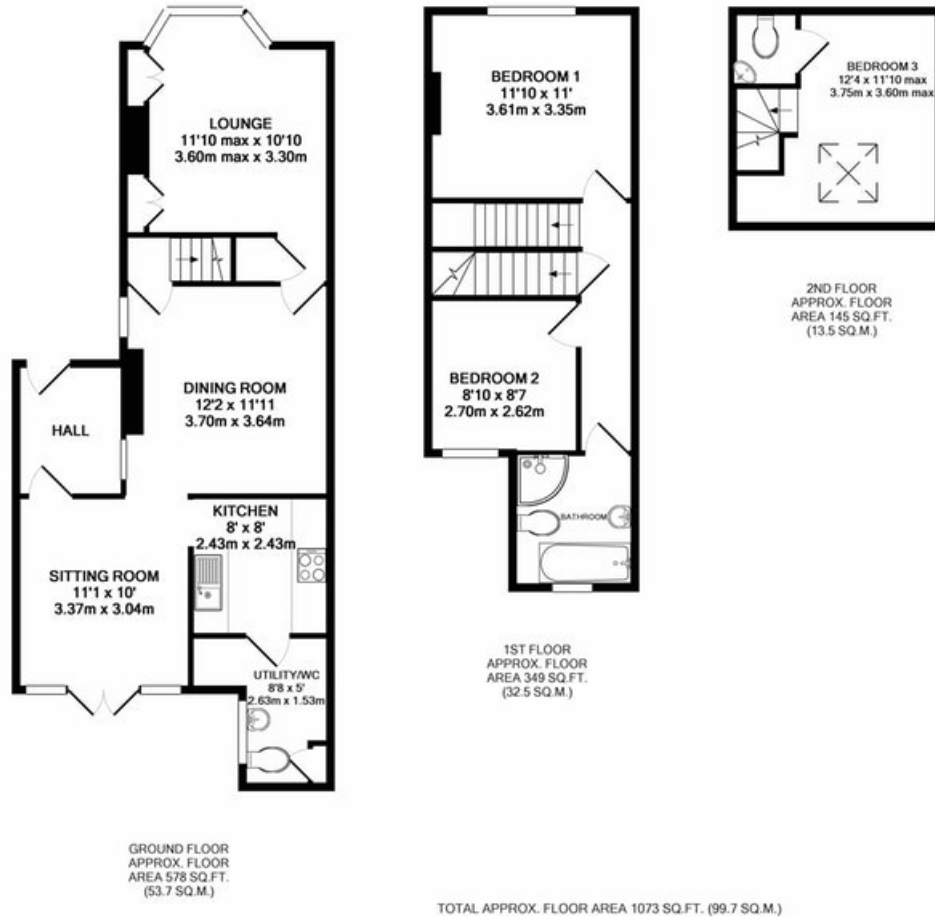 LOUNGE
11'10 max x 10'10
3.60m max x 3.30m
DINING ROOM
12'2 x 11'11
3.70m x 3.64m
HALL
KITCHEN
8' x 8'
2.43m x 2.43m
SITTING ROOM
11'1 x 10'
3.37m x 3.04m
UTILITY/WC
8'8 x 5'
2.63m x 1.53m
GROUND FLOOR
APPROX. FLOOR
AREA 578 SQ.FT.
(53.7 SQ.M.)
BEDROOM 1
11'10 x 11'
3.61m x 3.35m
BEDROOM 2
8'10 x 8'7
2.70m x 2.62m
BATHROOM
1ST FLOOR
APPROX. FLOOR
AREA 349 SQ.FT.
(32.5 SQ.M.)
BEDROOM 3
12'4 x 11'10 max
3.75m x 3.60m max
2ND FLOOR
APPROX. FLOOR
AREA 145 SQ.FT.
(13.5 SQ.M.)
TOTAL APPROX. FLOOR AREA 1073 SQ.FT. (99.7 SQ.M.)